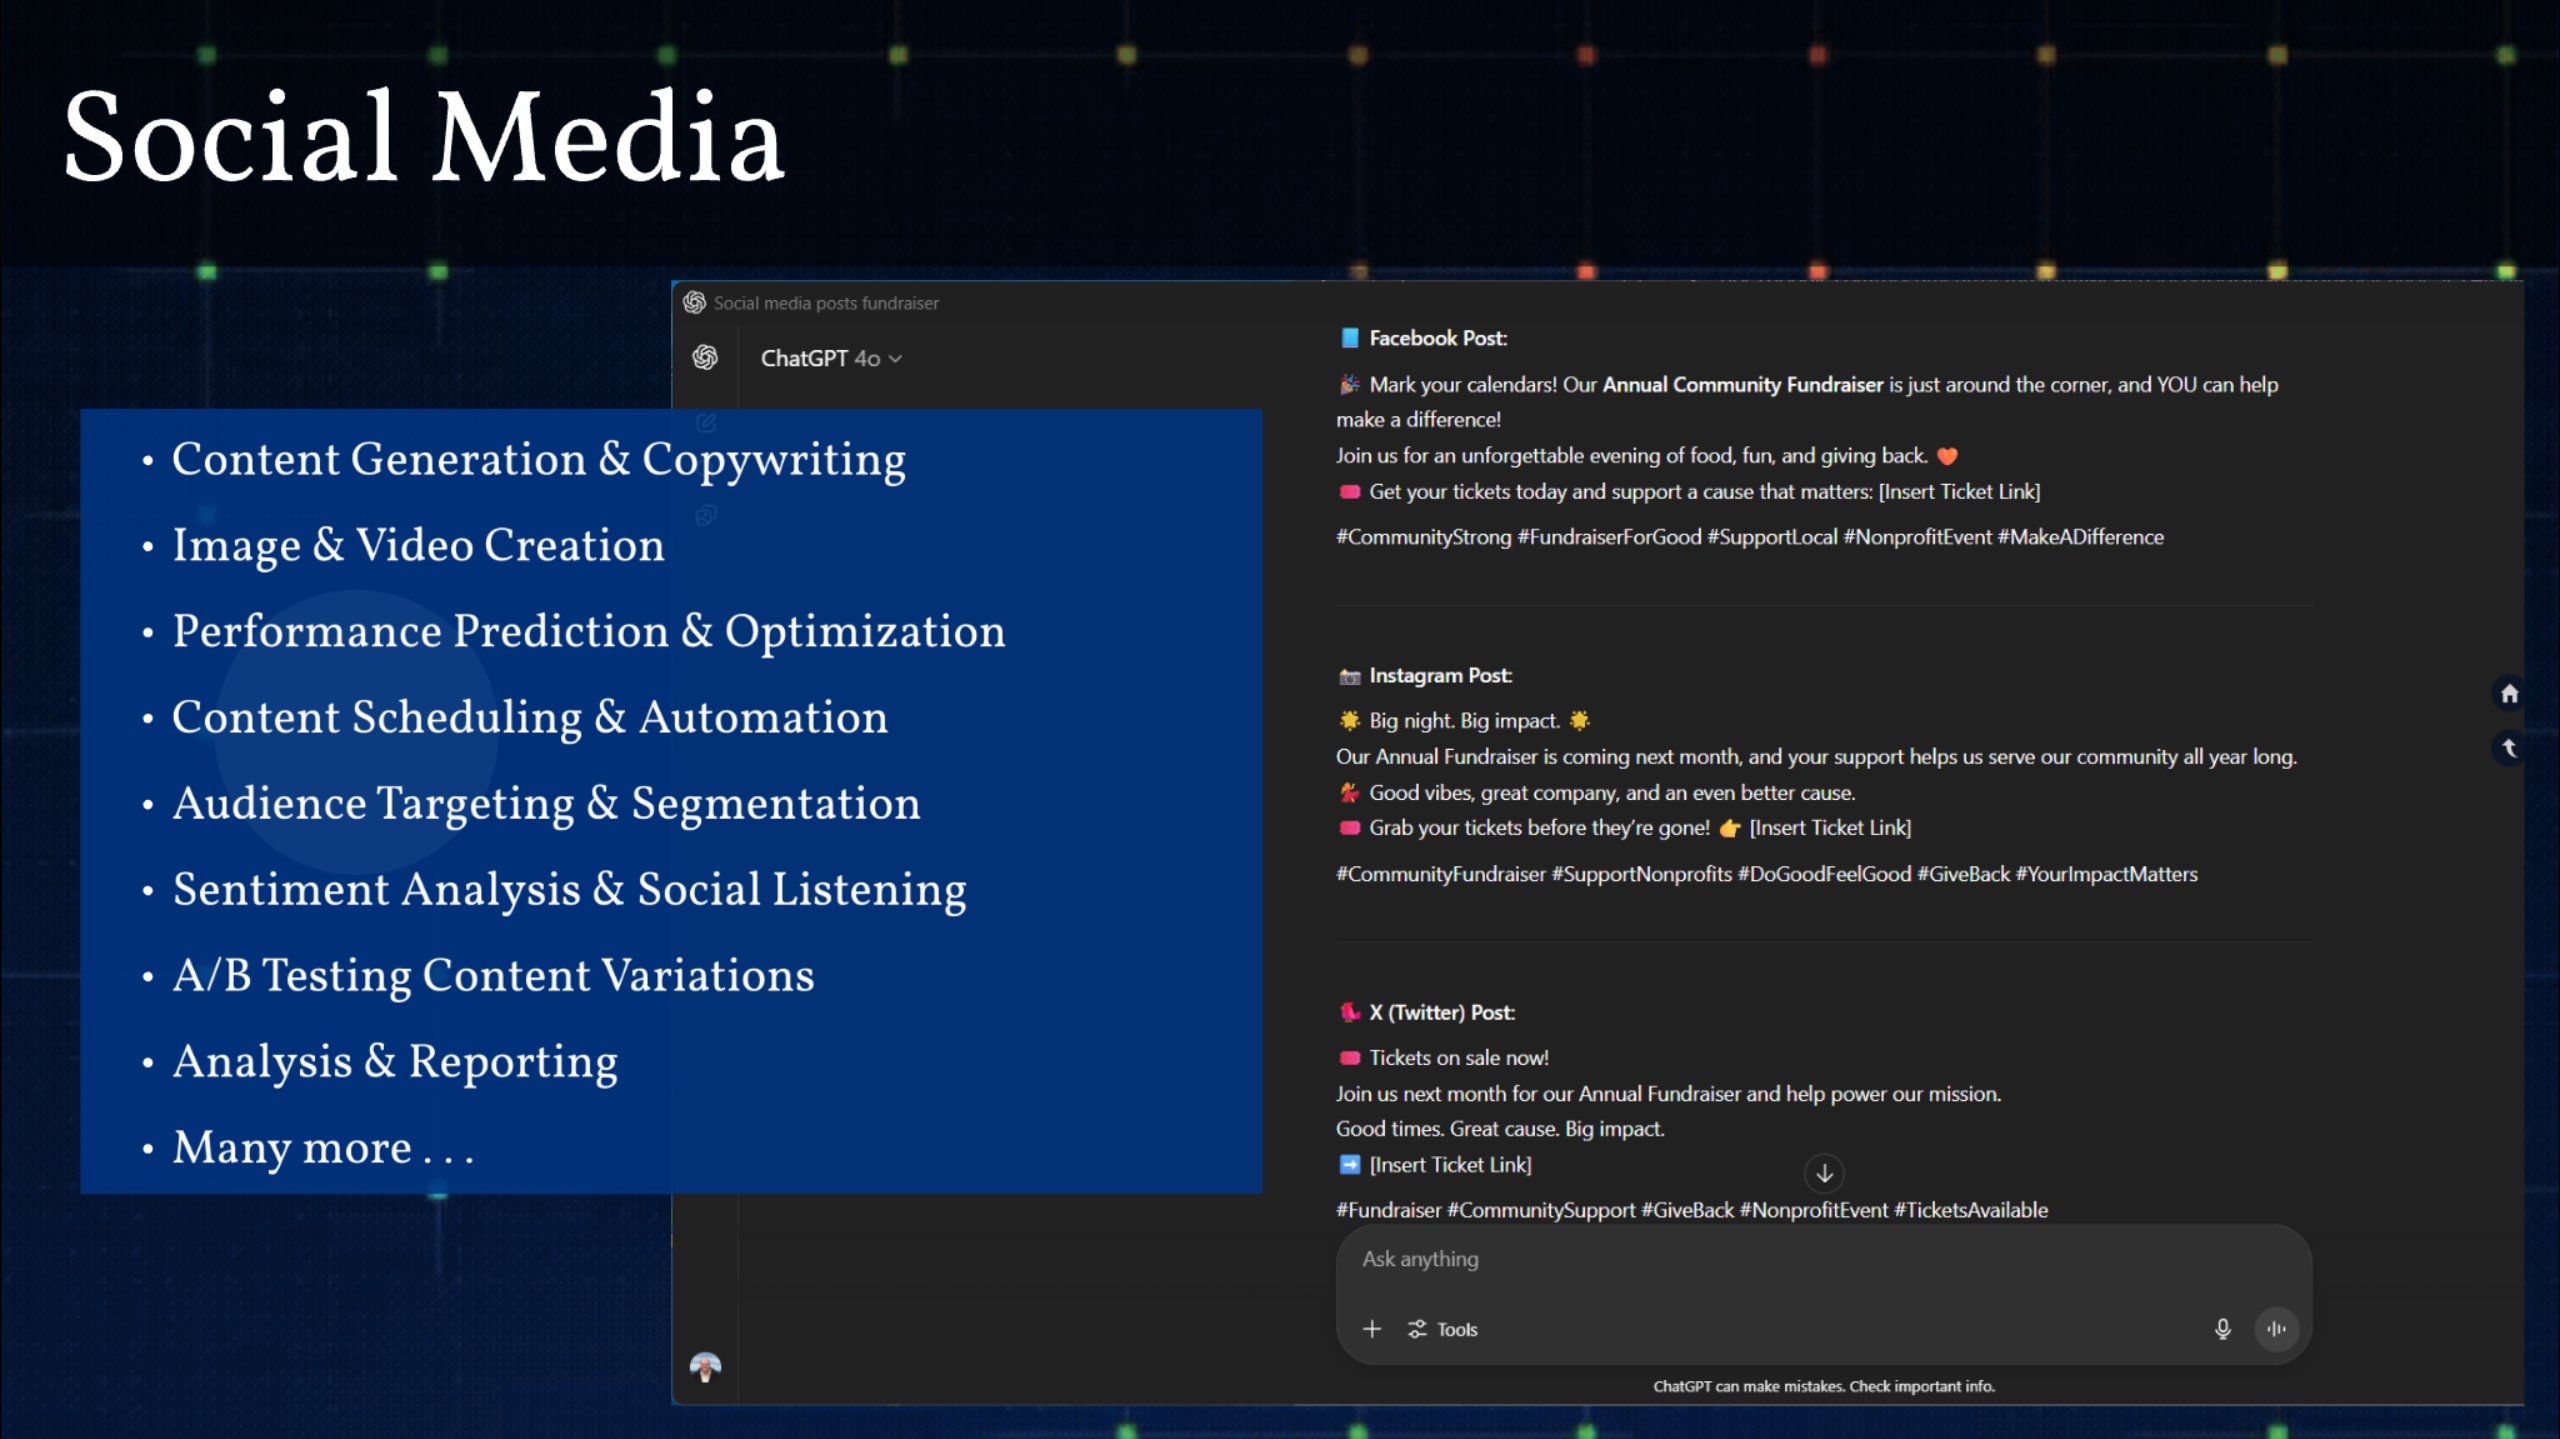 Social Media
• Content Generation & Copywriting
• Image & Video Creation
• Performance Prediction & Optimization
• Content Scheduling & Automation
• Audience Targeting & Segmentation
• Sentiment Analysis & Social Listening
• A/B Testing Content Variations
• Analysis & Reporting
• Many more . . .
Social media posts fundraiser
ChatGPT 4o
📘 Facebook Post:
🎉 Mark your calendars! Our Annual Community Fundraiser is just around the corner, and YOU can help
make a difference!
Join us for an unforgettable evening of food, fun, and giving back. ❤️
🎟️ Get your tickets today and support a cause that matters: [Insert Ticket Link]
#CommunityStrong #FundraiserForGood #SupportLocal #NonprofitEvent #MakeADifference
📸 Instagram Post:
🌟 Big night. Big impact. 🌟
Our Annual Fundraiser is coming next month, and your support helps us serve our community all year long.
💃 Good vibes, great company, and an even better cause.
🎟️ Grab your tickets before they’re gone! 👉 [Insert Ticket Link]
#CommunityFundraiser #SupportNonprofits #DoGoodFeelGood #GiveBack #YourImpactMatters
🐦 X (Twitter) Post:
🎟️ Tickets on sale now!
Join us next month for our Annual Fundraiser and help power our mission.
Good times. Great cause. Big impact.
➡️ [Insert Ticket Link]
#Fundraiser #CommunitySupport #GiveBack #NonprofitEvent #TicketsAvailable
Ask anything
Tools
ChatGPT can make mistakes. Check important info.